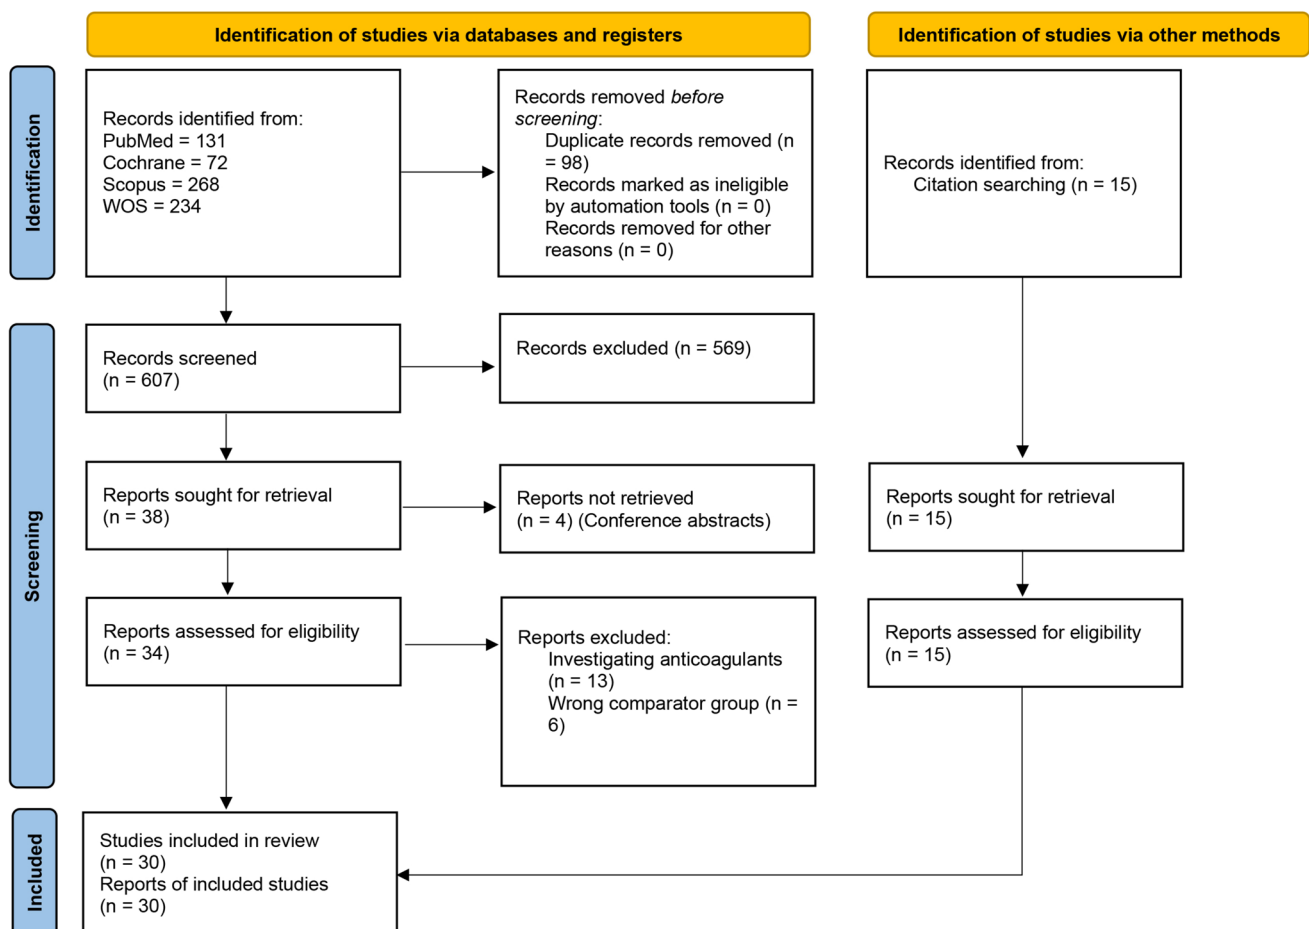 Identification of studies via databases and registers
Identification of studies via other methods
Identification
Records identified from:
PubMed = 131
Cochrane = 72
Scopus = 268
WOS = 234
Records removed before
screening:
Duplicate records removed (n
= 98)
Records marked as ineligible
by automation tools (n = 0)
Records removed for other
reasons (n = 0)
Records identified from:
Citation searching (n = 15)
Screening
Records screened
(n = 607)
Records excluded (n = 569)
Reports sought for retrieval
(n = 38)
Reports not retrieved
(n = 4) (Conference abstracts)
Reports sought for retrieval
(n = 15)
Reports assessed for eligibility
(n = 34)
Reports excluded:
Investigating anticoagulants
(n = 13)
Wrong comparator group (n =
6)
Reports assessed for eligibility
(n = 15)
Included
Studies included in review
(n = 30)
Reports of included studies
(n = 30)